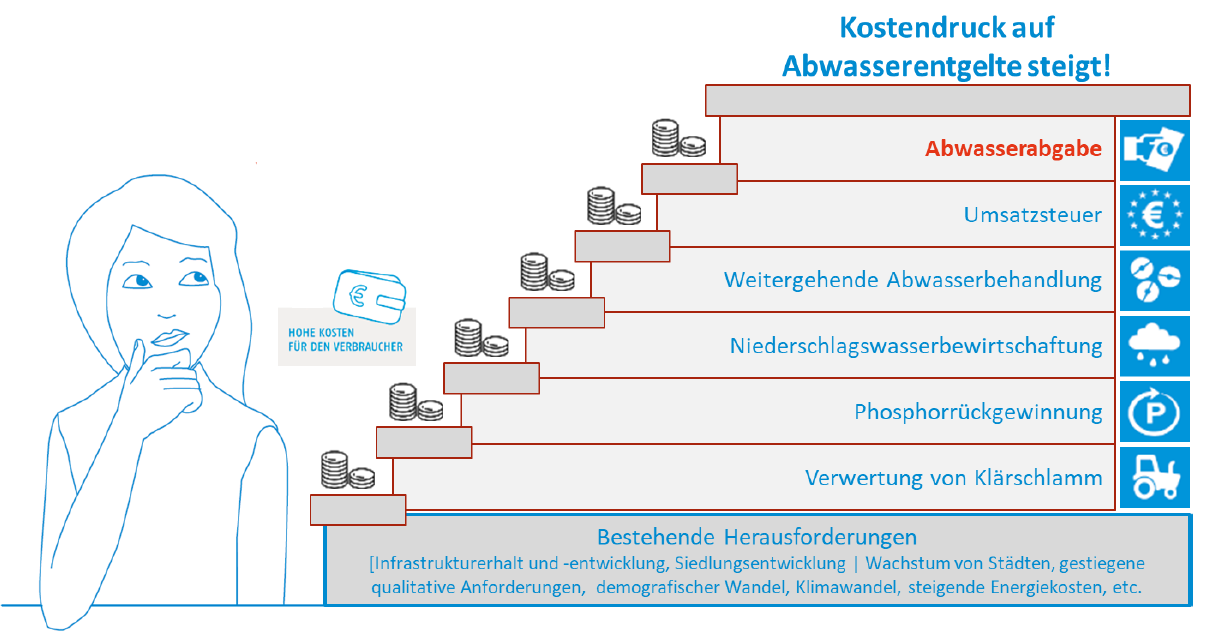 Kostendruck auf
Abwasserentgelte steigt!
Abwasserabgabe
Umsatzsteuer
€
Weitergehende Abwasserbehandlung
€
HOHE KOSTEN
FÜR DEN VERBRAUCHER
Niederschlagswasserbewirtschaftung
Phosphorrückgewinnung
P
Verwertung von Klärschlamm
Bestehende Herausforderungen
[Infrastrukturerhalt und -entwicklung, Siedlungsentwicklung | Wachstum von Städten, gestiegene
qualitative Anforderungen, demografischer Wandel, Klimawandel, steigende Energiekosten, etc.